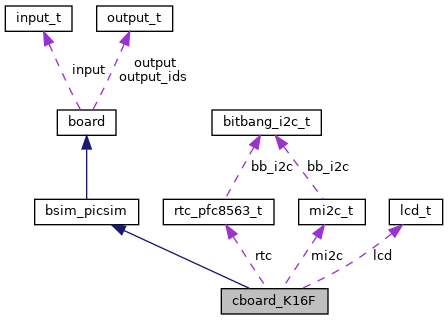 input_t
output_t
input
output
output_ids
board
bitbang_i2c_t
bb_i2c
bb_i2c
bsim_picsim
rtc_pfc8563_t
mi2c_t
lcd_t
rtc
mi2c
lcd
cboard_K16F